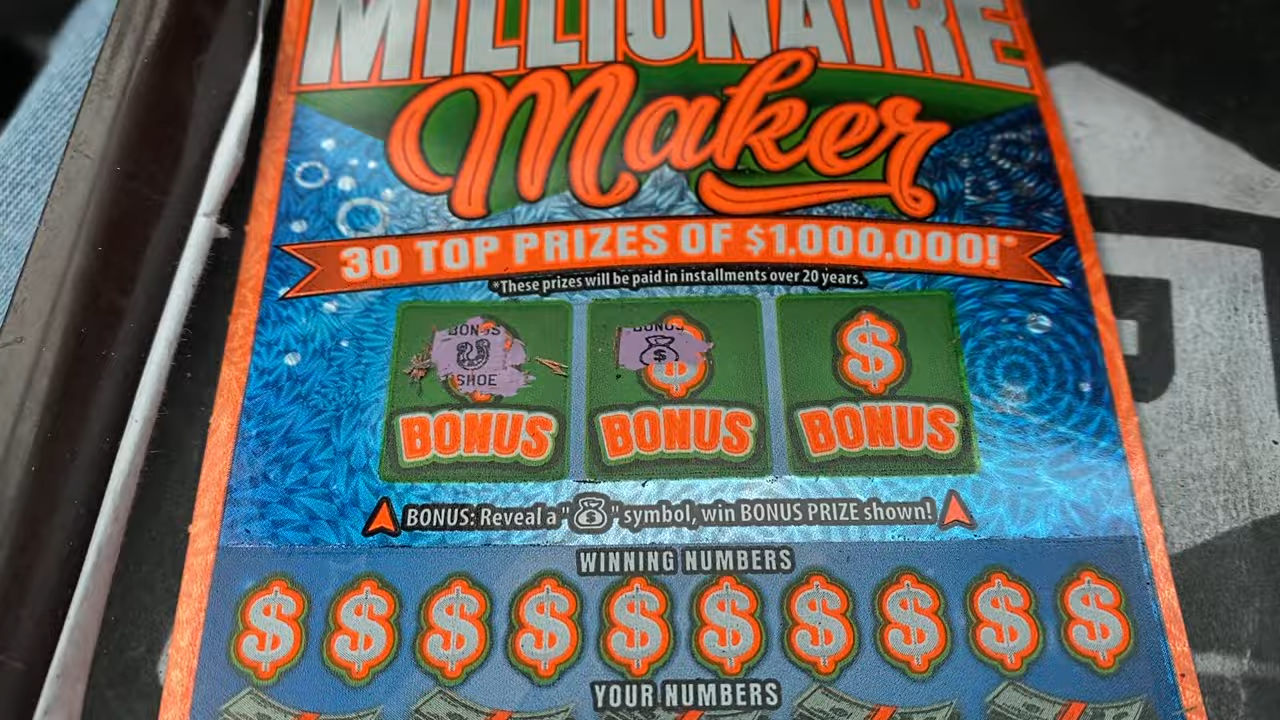 MILLIONAIRE
Maker
30 TOP PRIZES OF $1,000,000!*
*These prizes will be paid in installments over 20 years.
BONUS
SHOE
BONUS
$
$
$
BONUS BONUS BONUS
BONUS: Reveal a "$" symbol, win BONUS PRIZE shown!
WINNING NUMBERS
$ $ $ $ $ $ $ $ $ $
YOUR NUMBERS